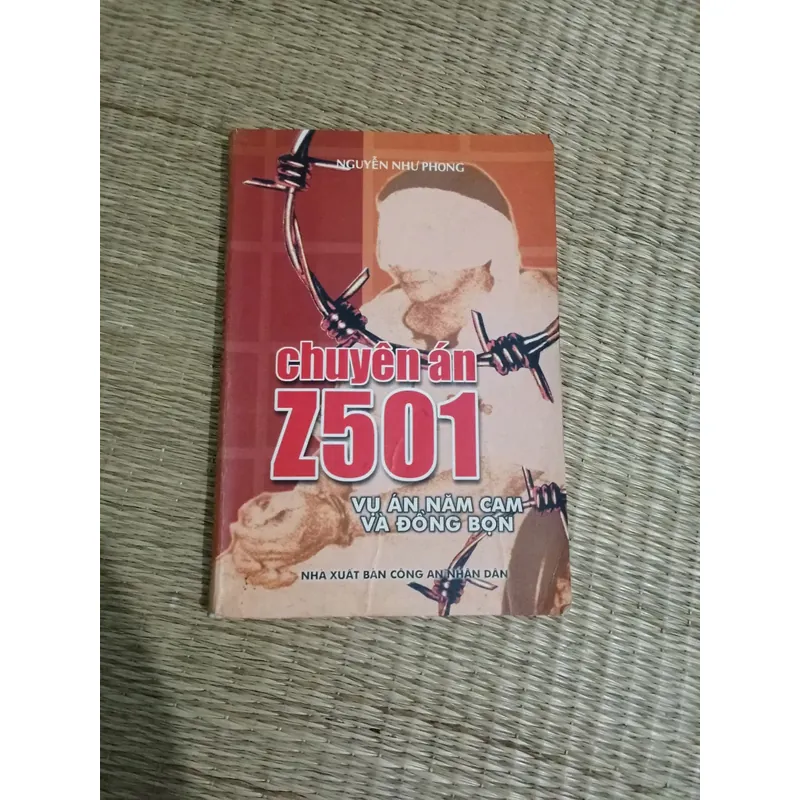 NGUYỄN NHƯ PHONG
chuyên án
Z501
VỤ ÁN NĂM CAM
VÀ ĐỒNG BỌN
NHÀ XUẤT BẢN CÔNG AN NHÂN DÂN